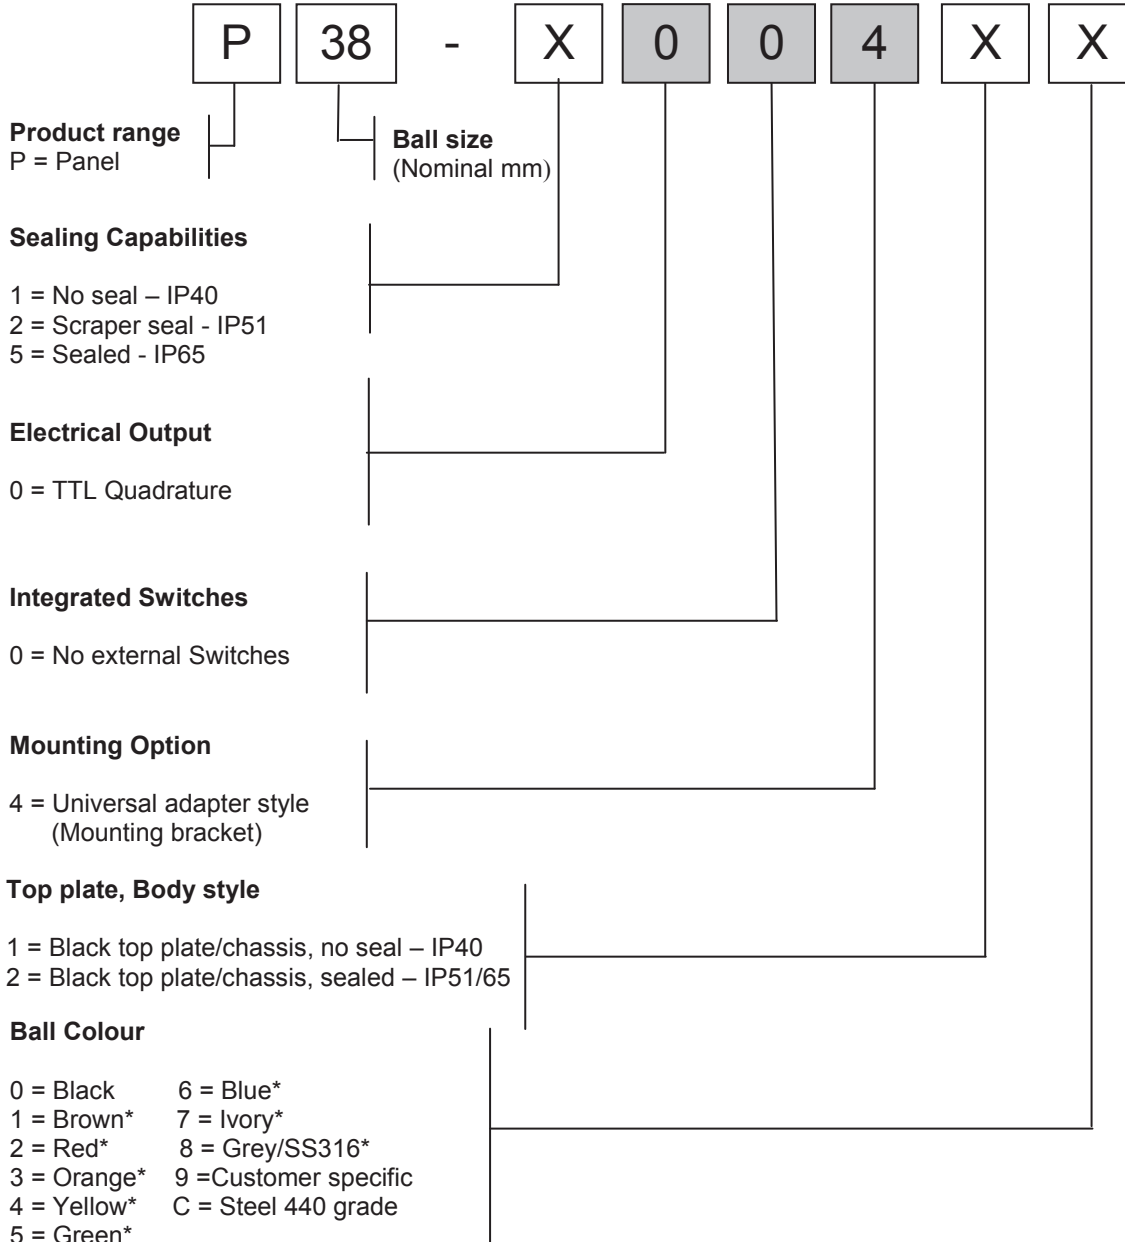 P 38 - X 0 0 4 X X
Product range
P = Panel
Ball size
(Nominal mm)
Sealing Capabilities
1 = No seal – IP40
2 = Scraper seal - IP51
5 = Sealed - IP65
Electrical Output
0 = TTL Quadrature
Integrated Switches
0 = No external Switches
Mounting Option
4 = Universal adapter style
(Mounting bracket)
Top plate, Body style
1 = Black top plate/chassis, no seal – IP40
2 = Black top plate/chassis, sealed – IP51/65
Ball Colour
0 = Black 6 = Blue*
1 = Brown* 7 = Ivory*
2 = Red* 8 = Grey/SS316*
3 = Orange* 9 =Customer specific
4 = Yellow* C = Steel 440 grade
5 = Green*